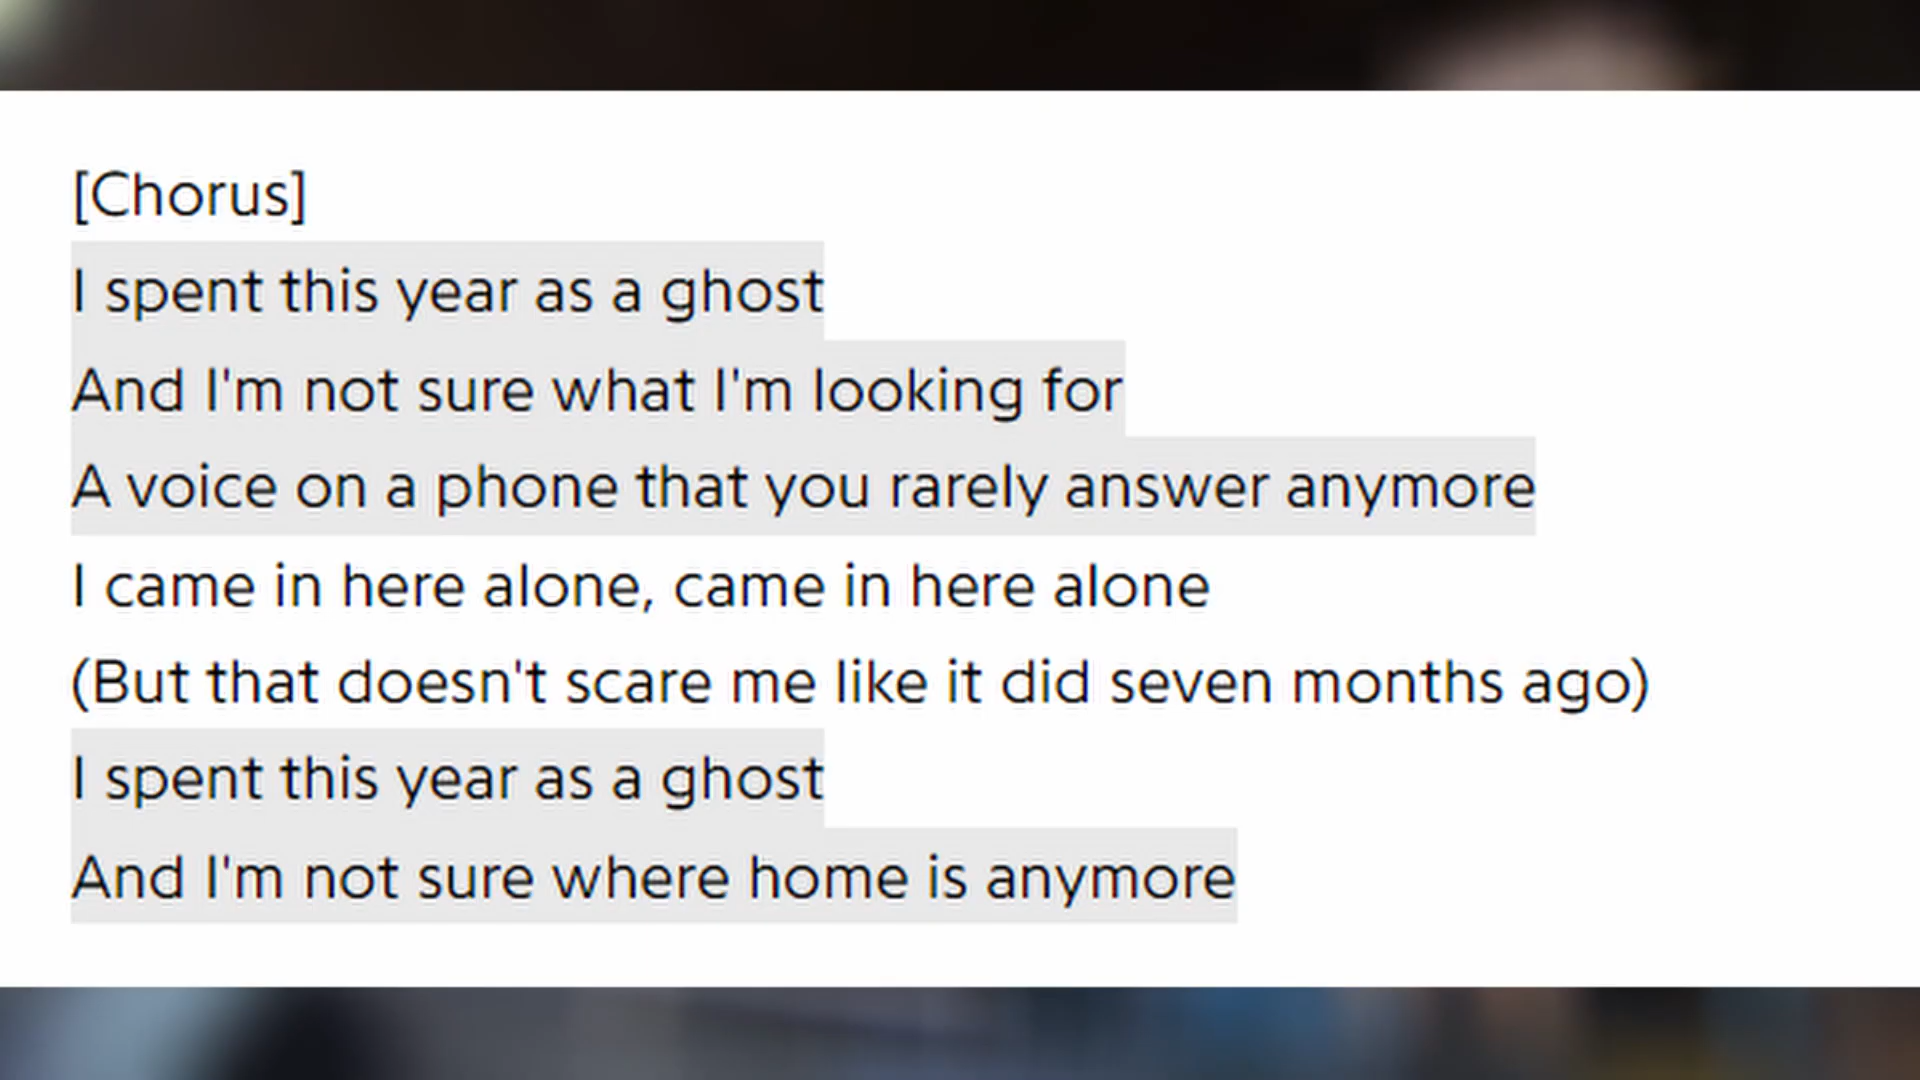 [Chorus]
I spent this year as a ghost
And I'm not sure what I'm looking for
A voice on a phone that you rarely answer anymore
I came in here alone, came in here alone
(But that doesn't scare me like it did seven months ago)
I spent this year as a ghost
And I'm not sure where home is anymore